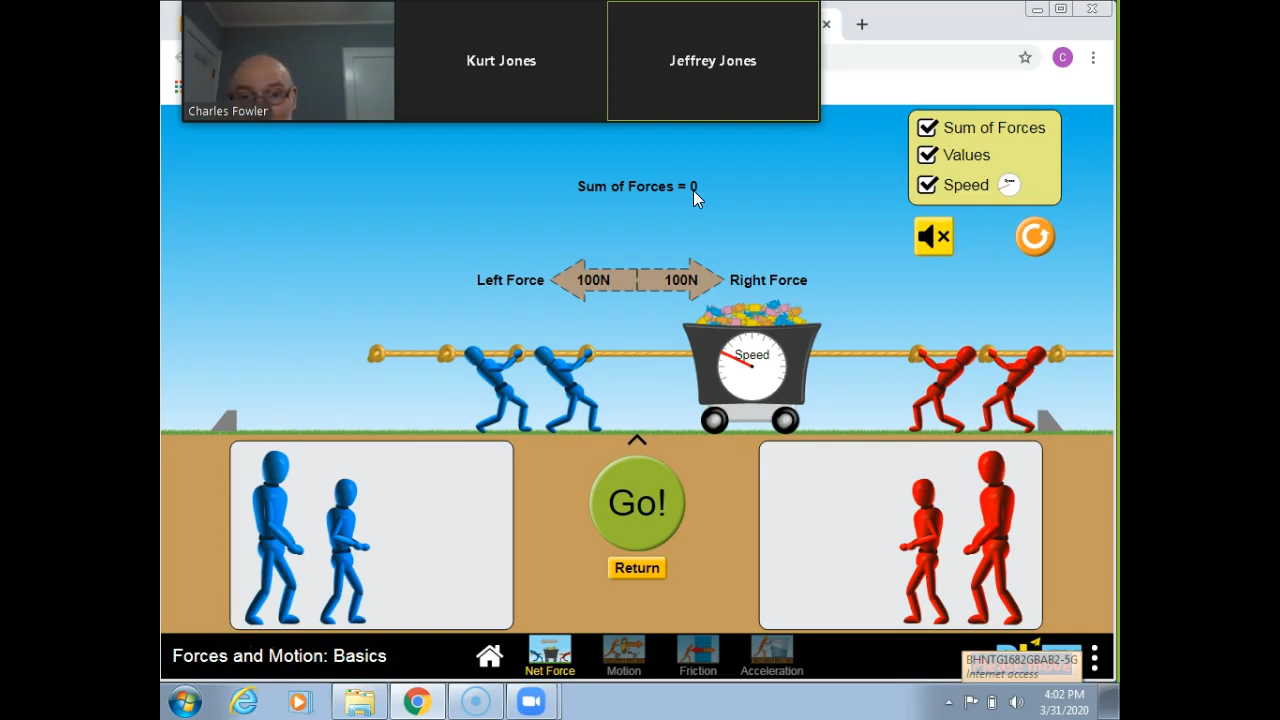 Kurt Jones
Jeffrey Jones
Charles Fowler
C
Sum of Forces
Values
Speed
Sum of Forces = 0
Left Force
100N
100N
Right Force
Speed
Go!
Return
Forces and Motion: Basics
Net Force
Motion
Friction
Acceleration
BHNTG1682GBAB2-5G
Internet access
4:02 PM
3/31/2020